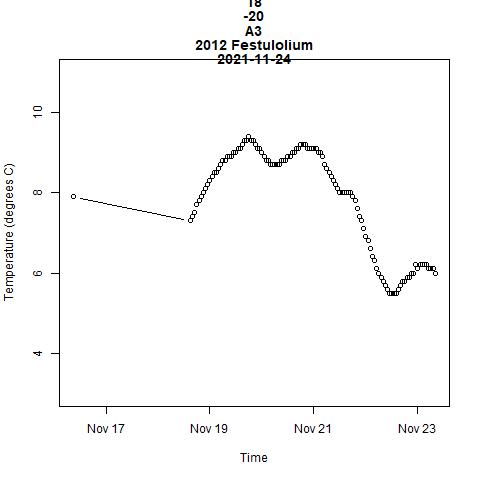 18
-20
A3
2012 Festulolium
2021-11-24
Temperature (degrees C)
10
8
6
4
Nov 17 Nov 19 Nov 21 Nov 23
Time